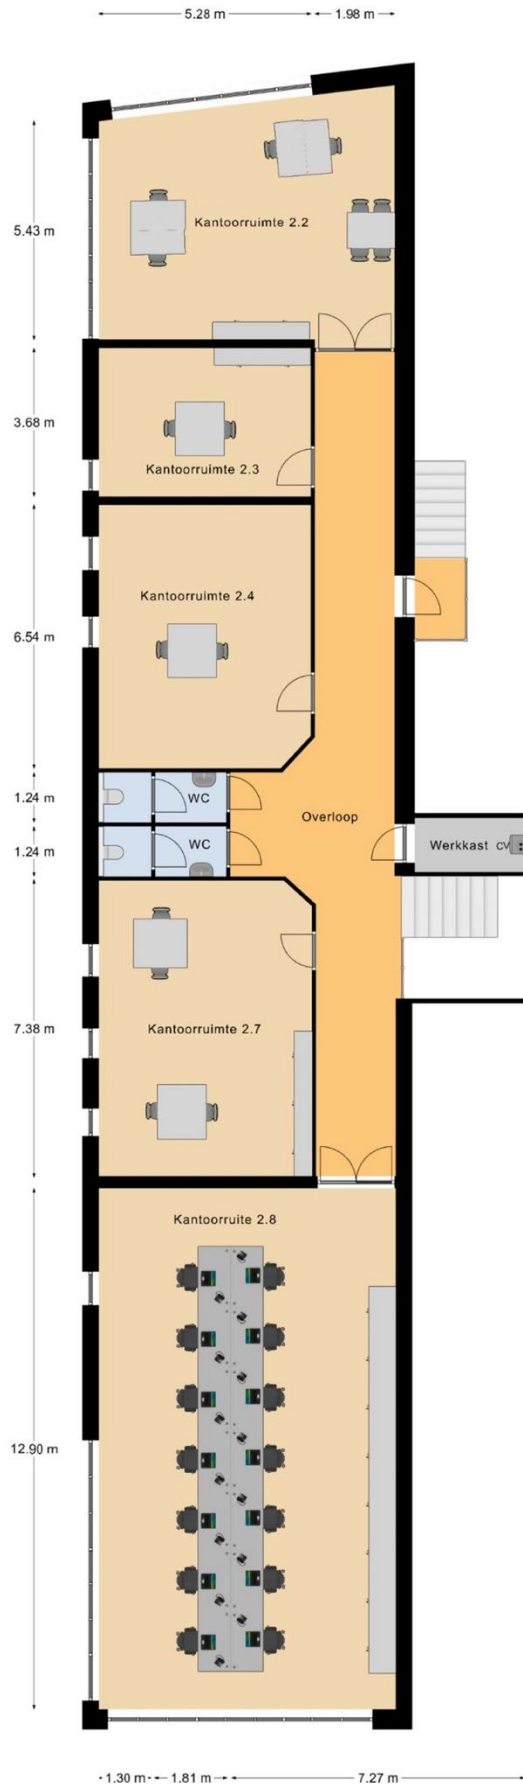 5.28 m
1.98 m
5.43 m
Kantoorruimte 2.2
3.68 m
Kantoorruimte 2.3
Kantoorruimte 2.4
6.54 m
1.24 m
WC
Overloop
1.24 m
WC
Werkkast CV
7.38 m
Kantoorruimte 2.7
Kantoorruite 2.8
12.90 m
1.30 m
1.81 m
7.27 m